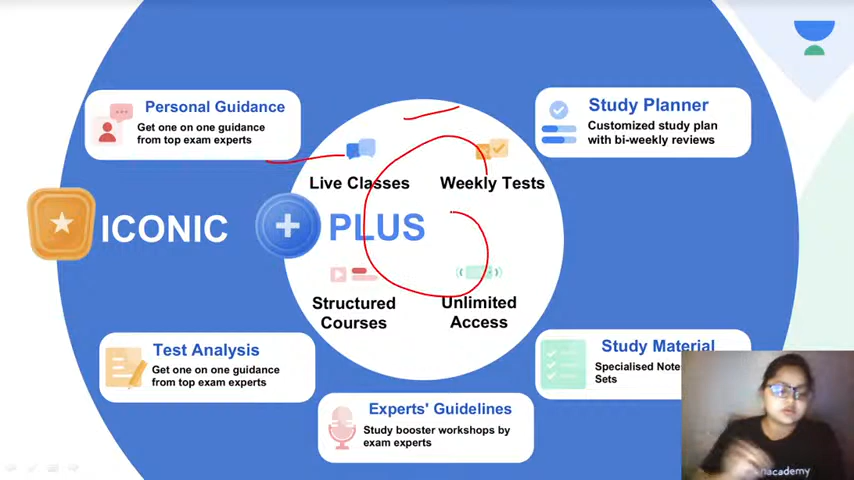 Personal Guidance
Get one on one guidance
from top exam experts
Study Planner
Customized study plan
with bi-weekly reviews
Live Classes
Weekly Tests
ICONIC
PLUS
Structured
Courses
Unlimited
Access
Test Analysis
Get one on one guidance
from top exam experts
Study Material
Specialised
Sets
Experts' Guidelines
Study booster workshops by
exam experts